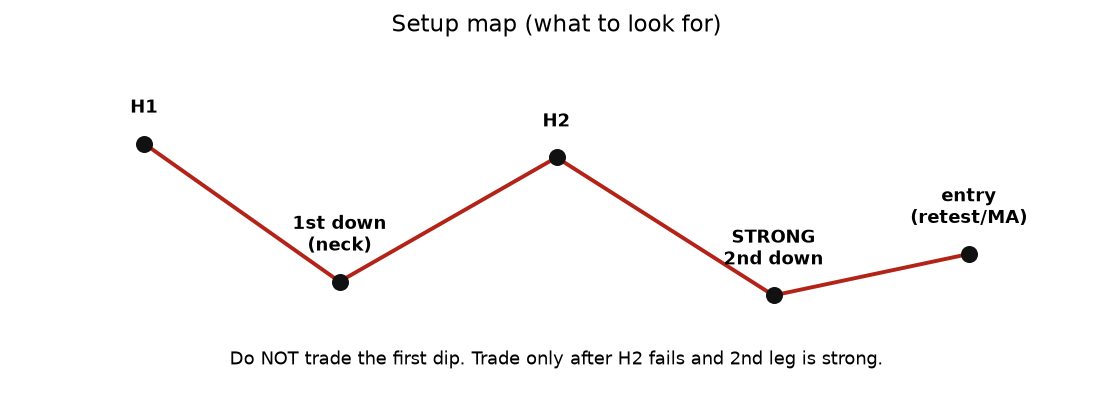 Setup map (what to look for)
H1
1st down
(neck)
H2
STRONG
2nd down
entry
(retest/MA)
Do NOT trade the first dip. Trade only after H2 fails and 2nd leg is strong.